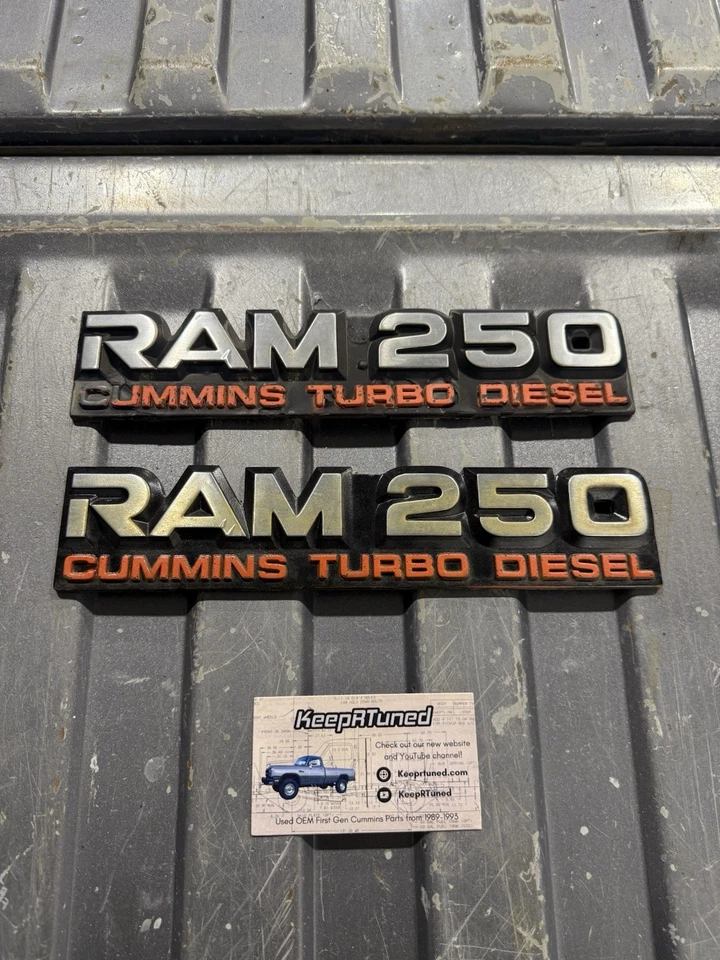 RAM 250
CUMMINS TURBO DIESEL
RAM 250
CUMMINS TURBO DIESEL
KeepRTuned
Check out our new website
and YouTube channel!
Keeprtuned.com
KeepRTuned
Used OEM First Gen Cummins Parts from 1989-1993